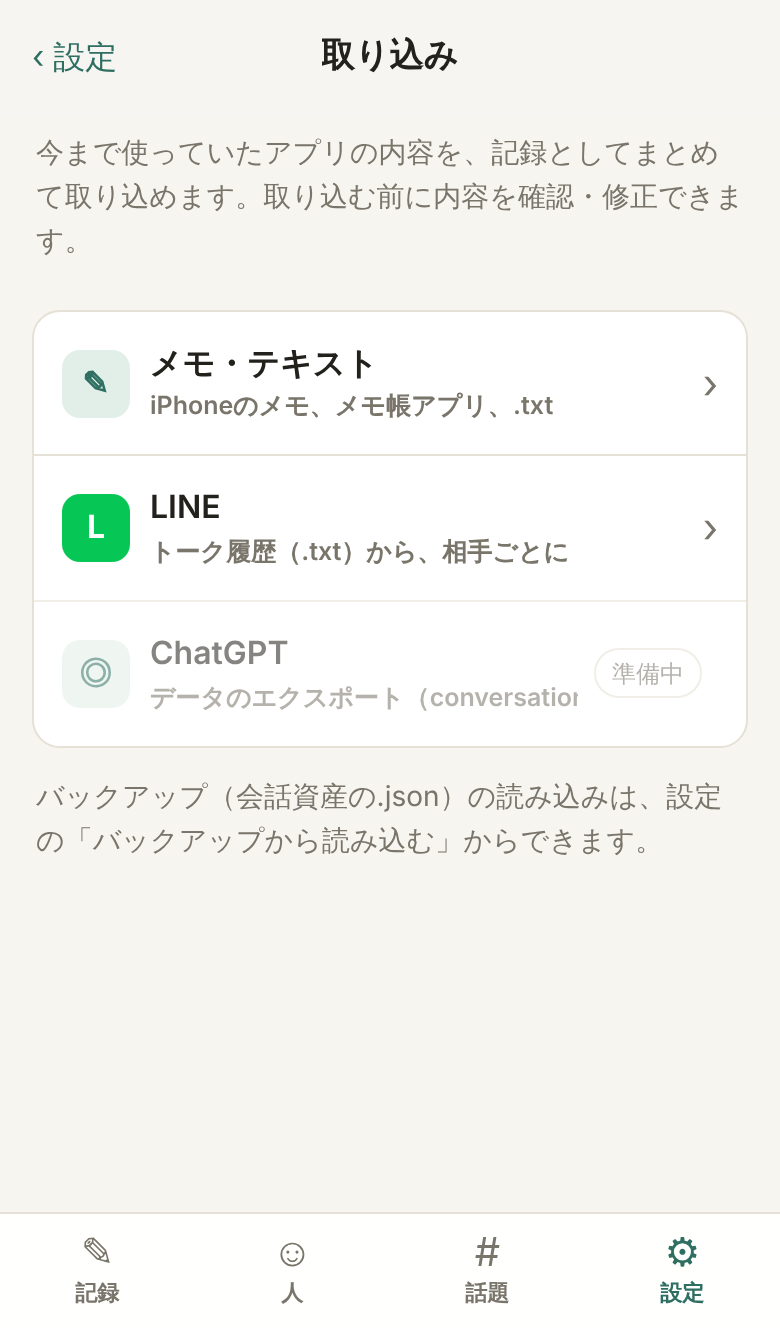 ‹ 設定
取り込み
今まで使っていたアプリの内容を、記録としてまとめ
て取り込めます。取り込む前に内容を確認・修正できま
す。
メモ・テキスト
iPhoneのメモ、メモ帳アプリ、.txt
L
LINE
トーク履歴（.txt）から、相手ごとに
ChatGPT
データのエクスポート（conversation
準備中
バックアップ（会話資産の.json）の読み込みは、設定
の「バックアップから読み込む」からできます。
記録
人
#
話題
設定